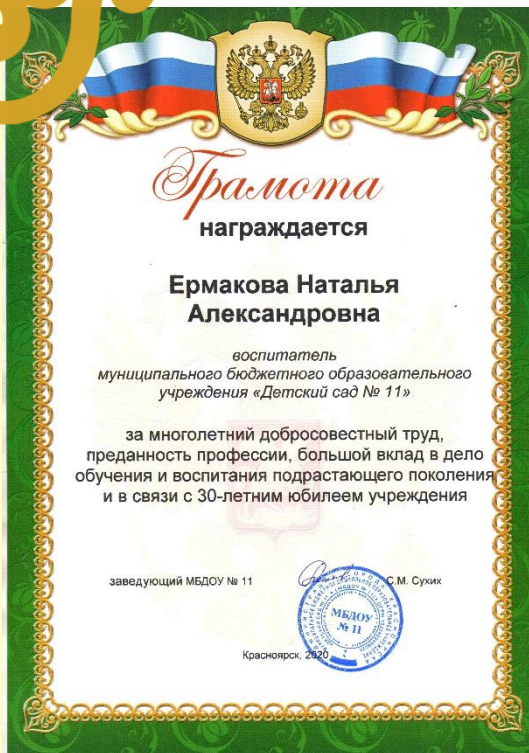 Грамота
награждается
Ермакова Наталья
Александровна
воспитатель
муниципального бюджетного образовательного
учреждения «Детский сад № 11»
за многолетний добросовестный труд,
преданность профессии, большой вклад в дело
обучения и воспитания подрастающего поколения
и в связи с 30-летним юбилеем учреждения
заведующий МБДОУ № 11 С.М. Сухих
МБДОУ
№ 11
Красноярск, 2020